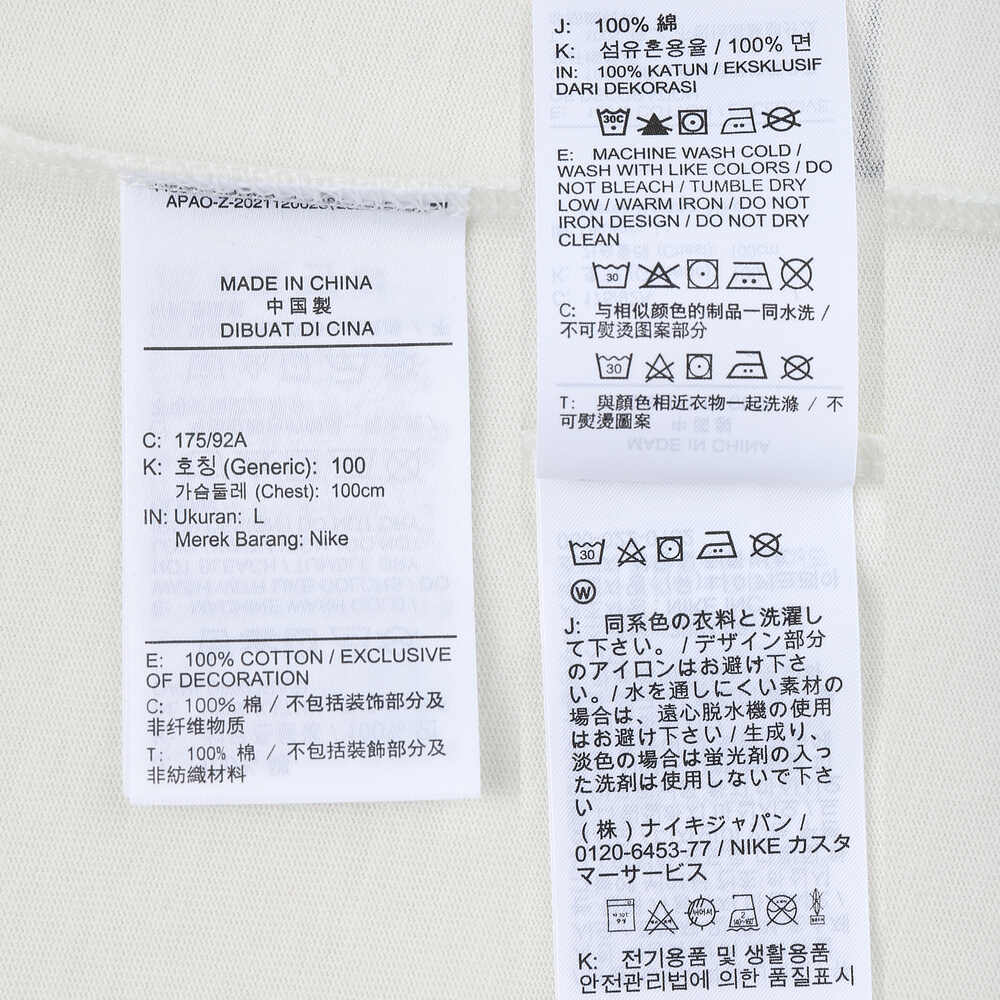 APAO-Z-20211200
MADE IN CHINA
中国製
DIBUAT DI CINA
C: 175/92A
K: 호칭 (Generic): 100
가슴둘레 (Chest): 100cm
IN: Ukuran: L
Merek Barang: Nike
E: 100% COTTON / EXCLUSIVE
OF DECORATION
C: 100% 棉 / 不包括装饰部分及
非纤维物质
T: 100% 棉 / 不包括裝飾部分及
非紡織材料
J: 100% 綿
K: 섬유혼용율 / 100% 면
IN: 100% KATUN / EKSKLUSIF
DARI DEKORASI
30C
E: MACHINE WASH COLD /
WASH WITH LIKE COLORS / DO
NOT BLEACH / TUMBLE DRY
LOW / WARM IRON / DO NOT
IRON DESIGN / DO NOT DRY
CLEAN
30
C: 与相似颜色的制品一同水洗 /
不可熨烫图案部分
30
T: 與顏色相近衣物一起洗滌 / 不
可熨燙圖案
30
W
J: 同系色の衣料と洗濯し
て下さい。 / デザイン部分
のアイロンはお避け下さ
い。/ 水を通しにくい素材の
場合は、遠心脱水機の使用
はお避け下さい / 生成り、
淡色の場合は蛍光剤の入っ
た洗剤は使用しないで下さ
い
(株) ナイキジャパン /
0120-6453-77 / NIKE カスタ
マーサービス
K: 전기용품 및 생활용품
안전관리법에 의한 품질표시